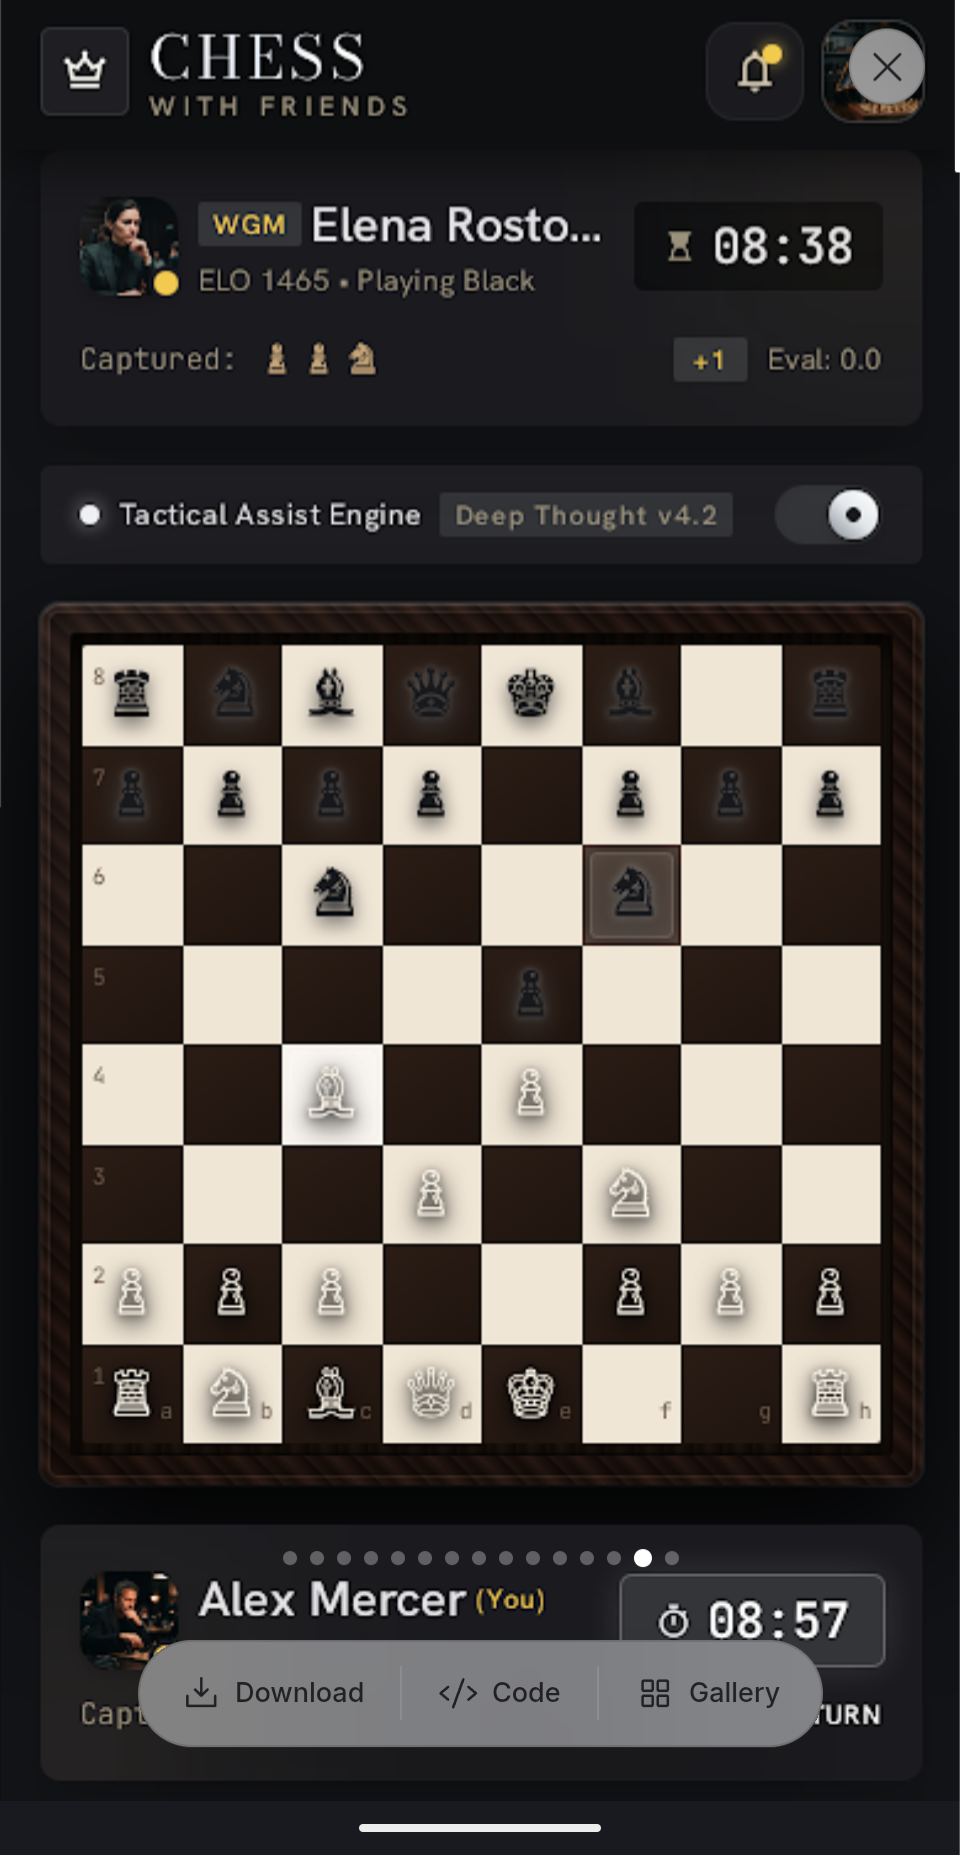 CHESS
WITH FRIENDS
WGM Elena Rosto... 08:38
ELO 1465 • Playing Black
Captured: +1 Eval: 0.0
Tactical Assist Engine Deep Thought v4.2
8
7
6
5
4
3
2
1
a b c d e f g h
Alex Mercer (You) 08:57
Download Code Gallery
Capt TURN